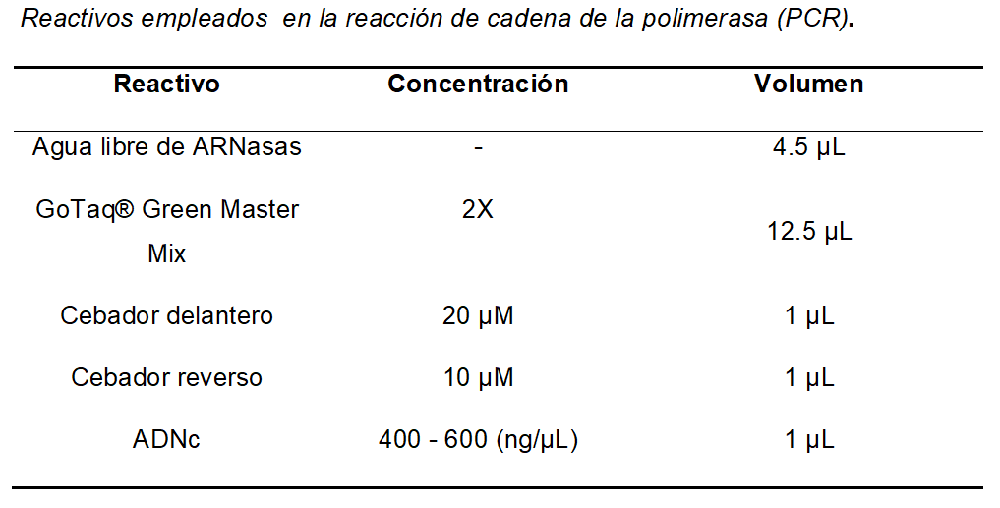 Reactivos empleados  en la reacción de cadena de la polimerasa (PCR).
Reactivo Concentración Volumen
Agua libre de ARNasas - 4.5 µL
GoTaq® Green Master 2X
12.5 µL
Mix
Cebador delantero 20 µM 1 µL
Cebador reverso 10 µM 1 µL
ADNc 400 - 600 (ng/µL) 1 µL